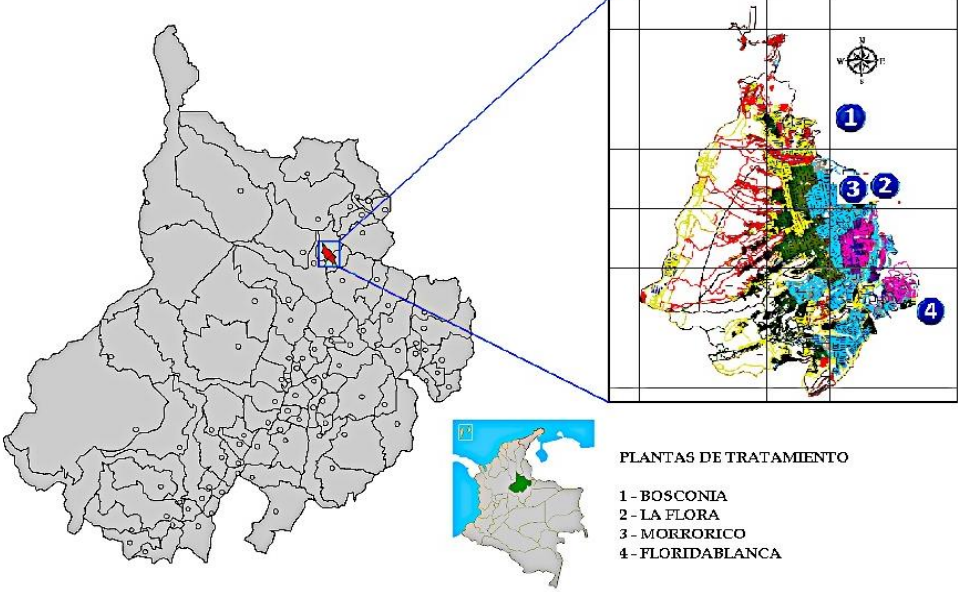 N
W E
S
1
3 2
4
PLANTAS DE TRATAMIENTO
1 - BOSCONIA
2 - LA FLORA
3 - MORRORICO
4 - FLORIDABLANCA